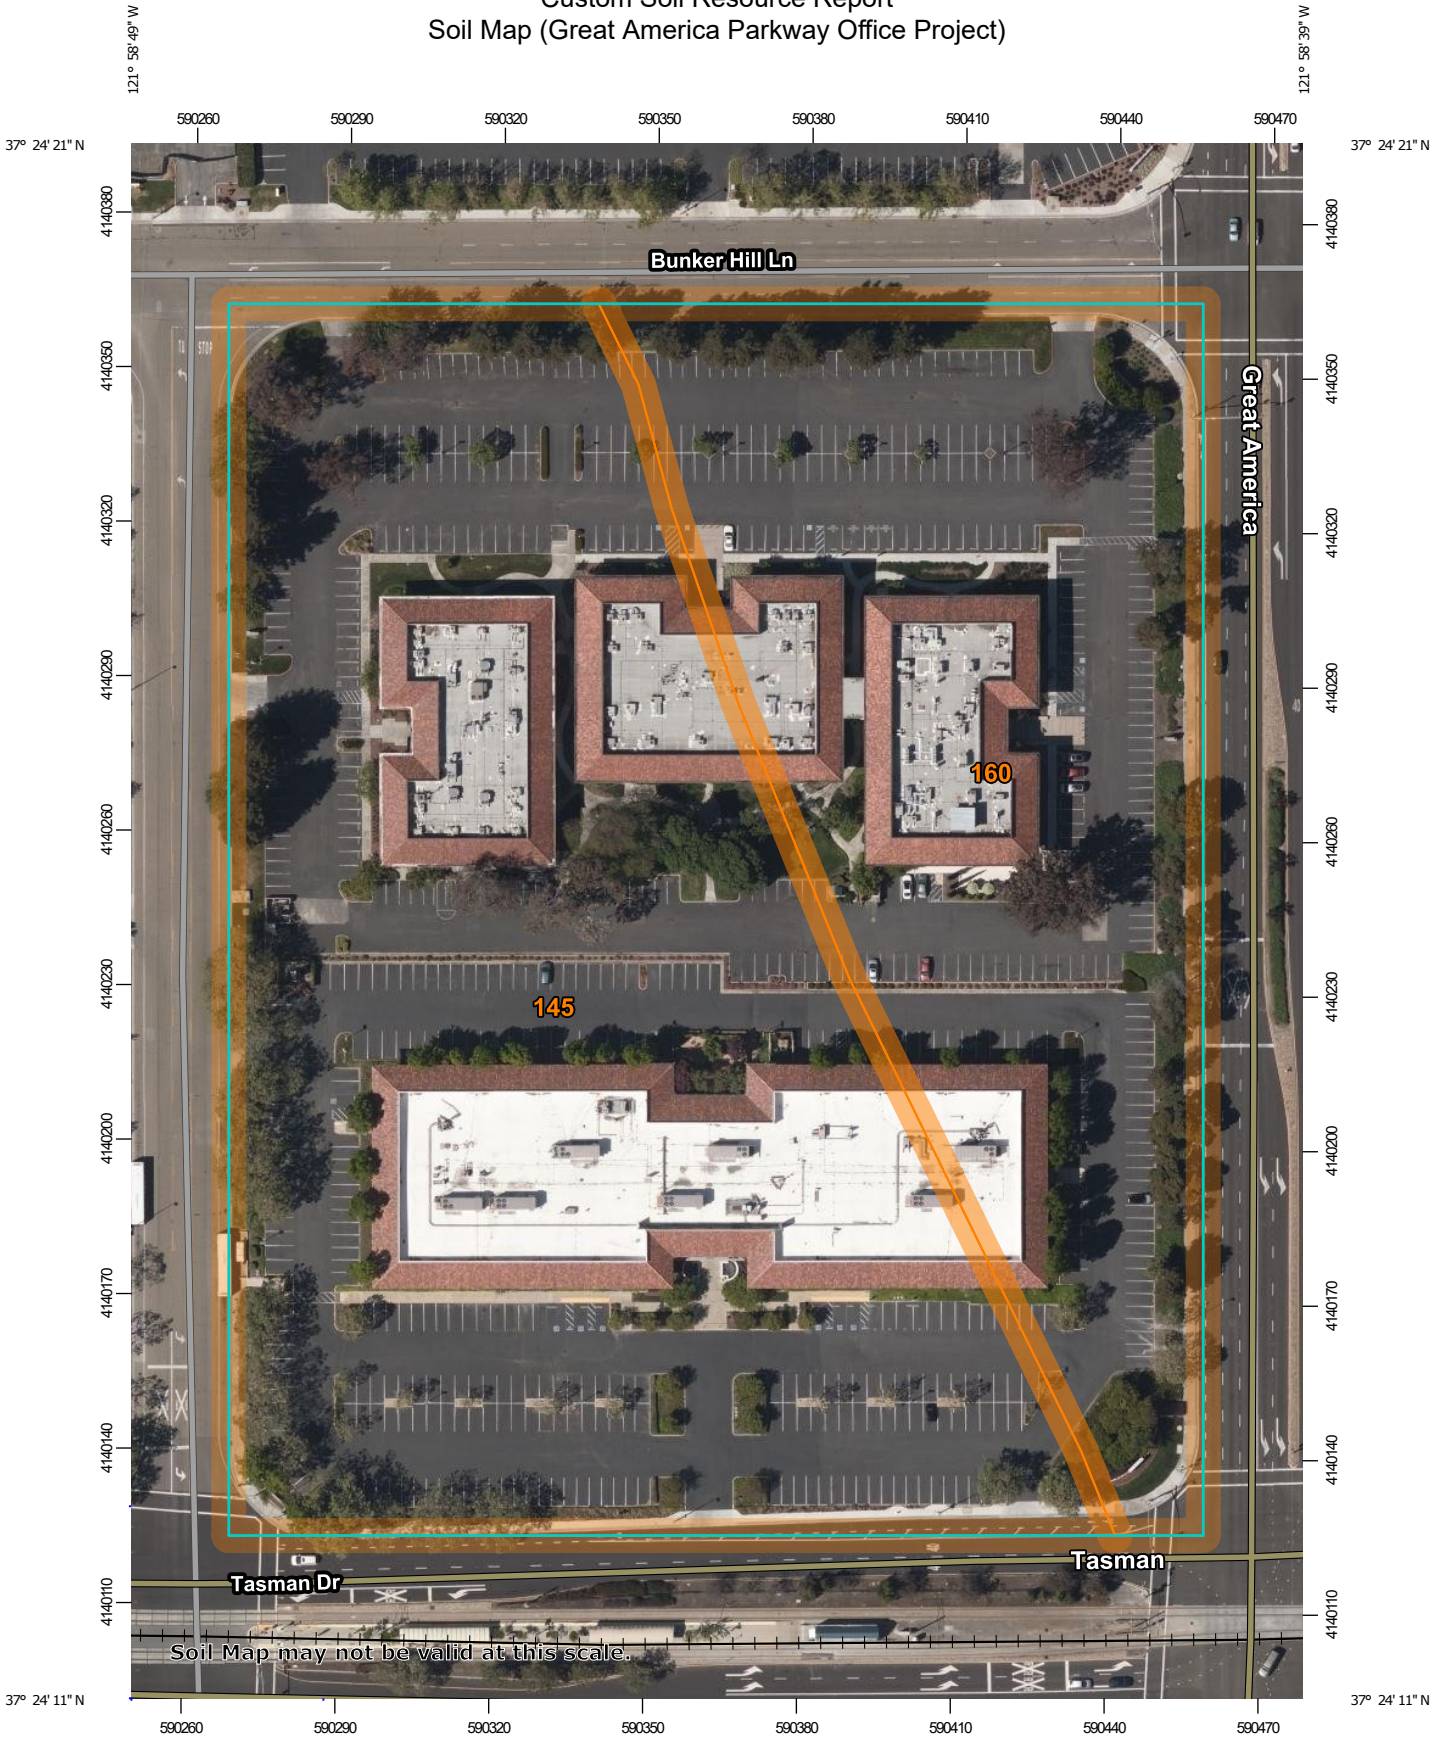 Custom Soil Resource Report
Soil Map (Great America Parkway Office Project)
121° 58' 49" W
121° 58' 39" W
590260 590290 590320 590350 590380 590410 590440 590470
37° 24' 21" N
37° 24' 21" N
4140380
4140380
Bunker Hill Ln
STOP
4140350
4140350
Great America
4140320
4140320
4140290
4140290
40
160
4140260
4140260
4140230
4140230
145
4140200
4140200
4140170
4140170
4140140
4140140
Tasman
Tasman Dr
4140110
4140110
Soil Map may not be valid at this scale.
37° 24' 11" N
37° 24' 11" N
590260 590290 590320 590350 590380 590410 590440 590470